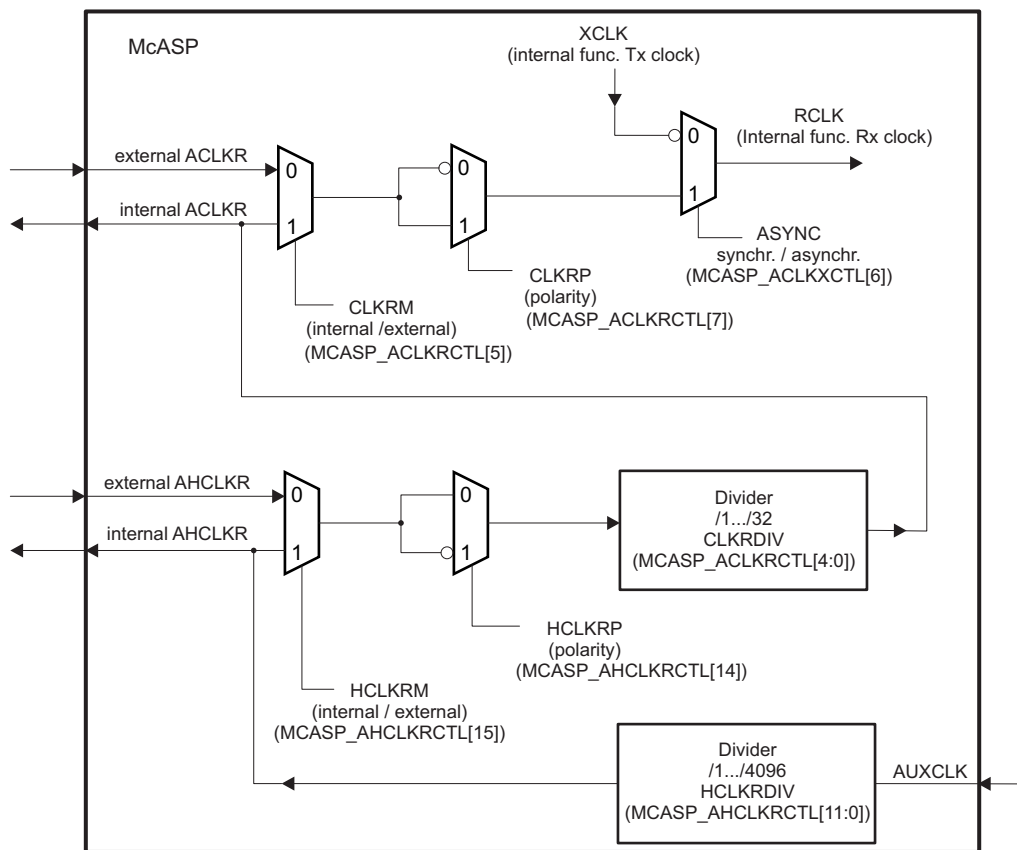 McASP
XCLK
(internal func. Tx clock)
RCLK
(Internal func. Rx clock)
external ACLKR
0
0
0
internal ACLKR
1
1
1
ASYNC
synchr. / asynchr.
(MCASP_ACLKXCTL[6])
CLKRP
(polarity)
(MCASP_ACLKRCTL[7])
CLKRM
(internal /external)
(MCASP_ACLKRCTL[5])
external AHCLKR
0
0
internal AHCLKR
1
1
Divider
/1.../32
CLKRDIV
(MCASP_ACLKRCTL[4:0])
HCLKRP
(polarity)
(MCASP_AHCLKRCTL[14])
HCLKRM
(internal / external)
(MCASP_AHCLKRCTL[15])
Divider
/1.../4096
HCLKRDIV
(MCASP_AHCLKRCTL[11:0])
AUXCLK